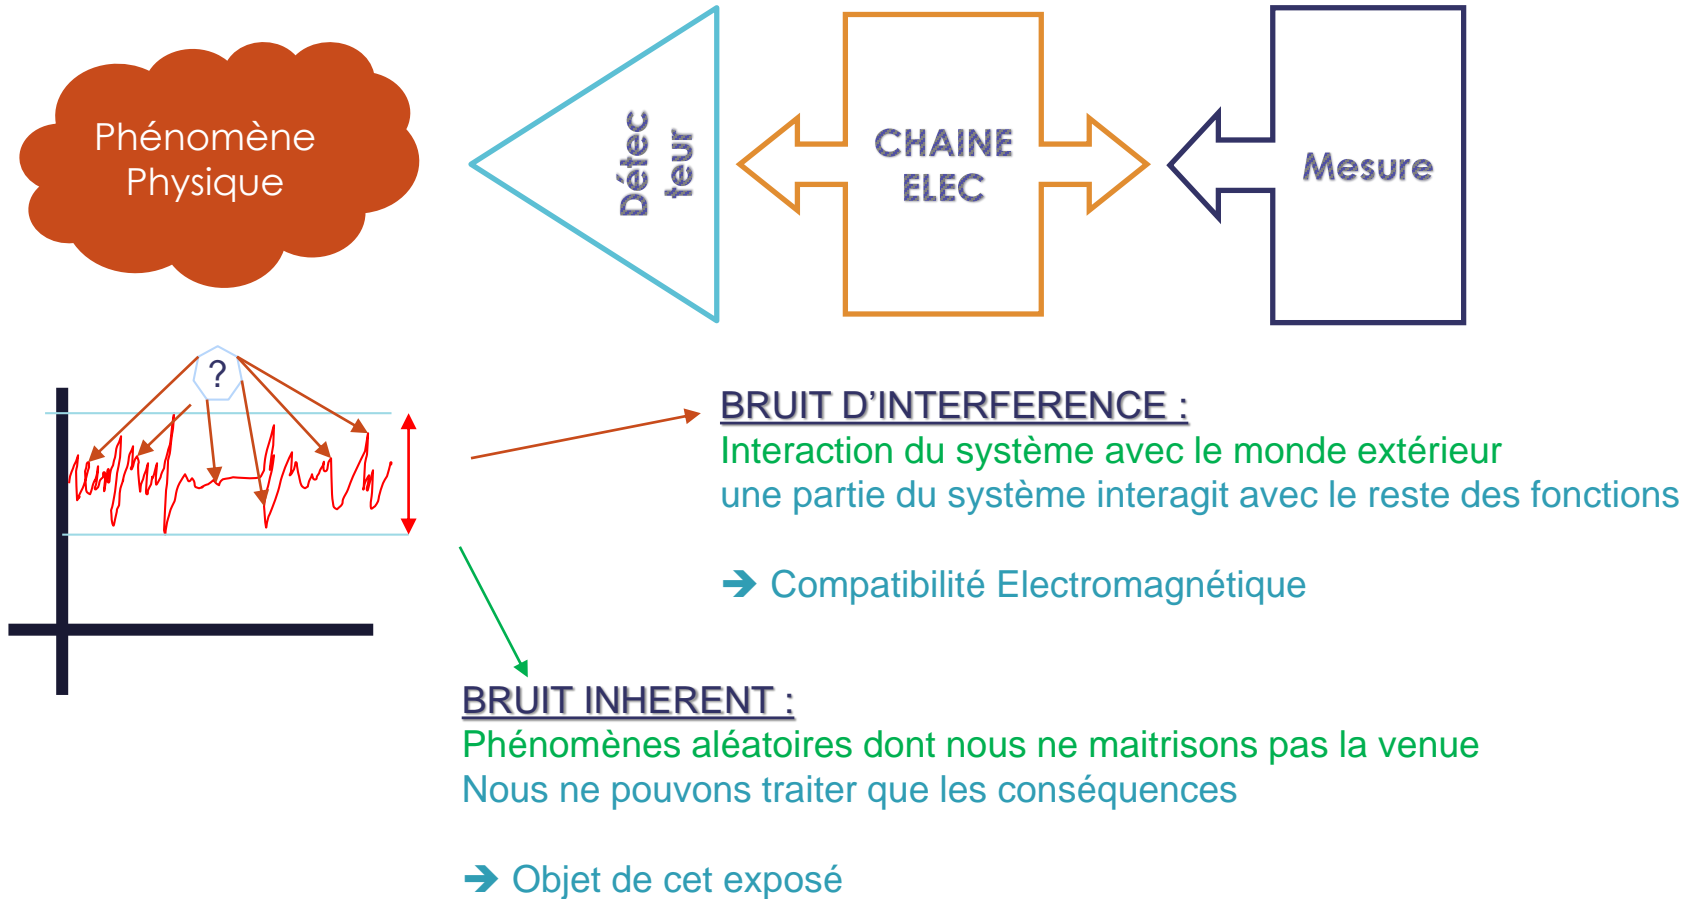 Phénomène
Physique
Détec
teur
CHAINE
ELEC
Mesure
?
BRUIT D’INTERFERENCE :
Interaction du système avec le monde extérieur
une partie du système interagit avec le reste des fonctions
➔ Compatibilité Electromagnétique
BRUIT INHERENT :
Phénomènes aléatoires dont nous ne maitrisons pas la venue
Nous ne pouvons traiter que les conséquences
➔ Objet de cet exposé